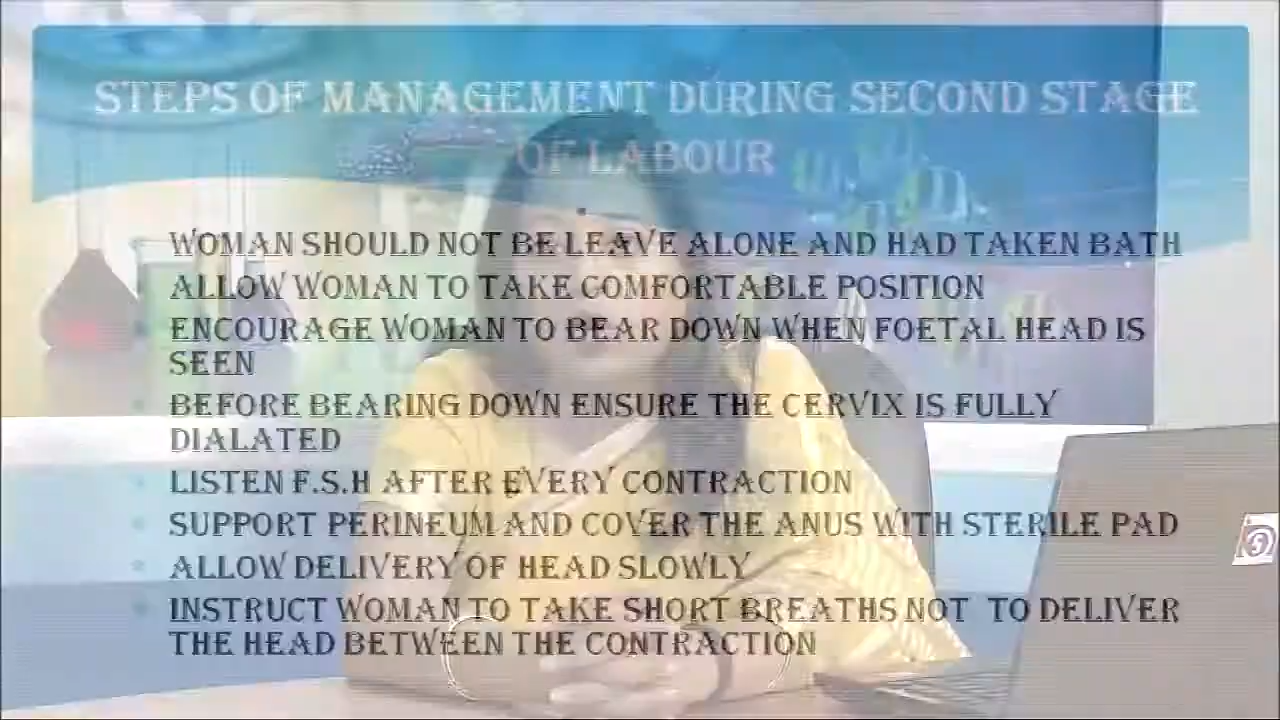 STEPS OF MANAGEMENT DURING SECOND STAGE
OF LABOUR
WOMAN SHOULD NOT BE LEAVE ALONE AND HAD TAKEN BATH
ALLOW WOMAN TO TAKE COMFORTABLE POSITION
ENCOURAGE WOMAN TO BEAR DOWN WHEN FOETAL HEAD IS
SEEN
BEFORE BEARING DOWN ENSURE THE CERVIX IS FULLY
DIALATED
LISTEN F.S.H AFTER EVERY CONTRACTION
SUPPORT PERINEUM AND COVER THE ANUS WITH STERILE PAD
ALLOW DELIVERY OF HEAD SLOWLY
INSTRUCT WOMAN TO TAKE SHORT BREATHS NOT TO DELIVER
THE HEAD BETWEEN THE CONTRACTION